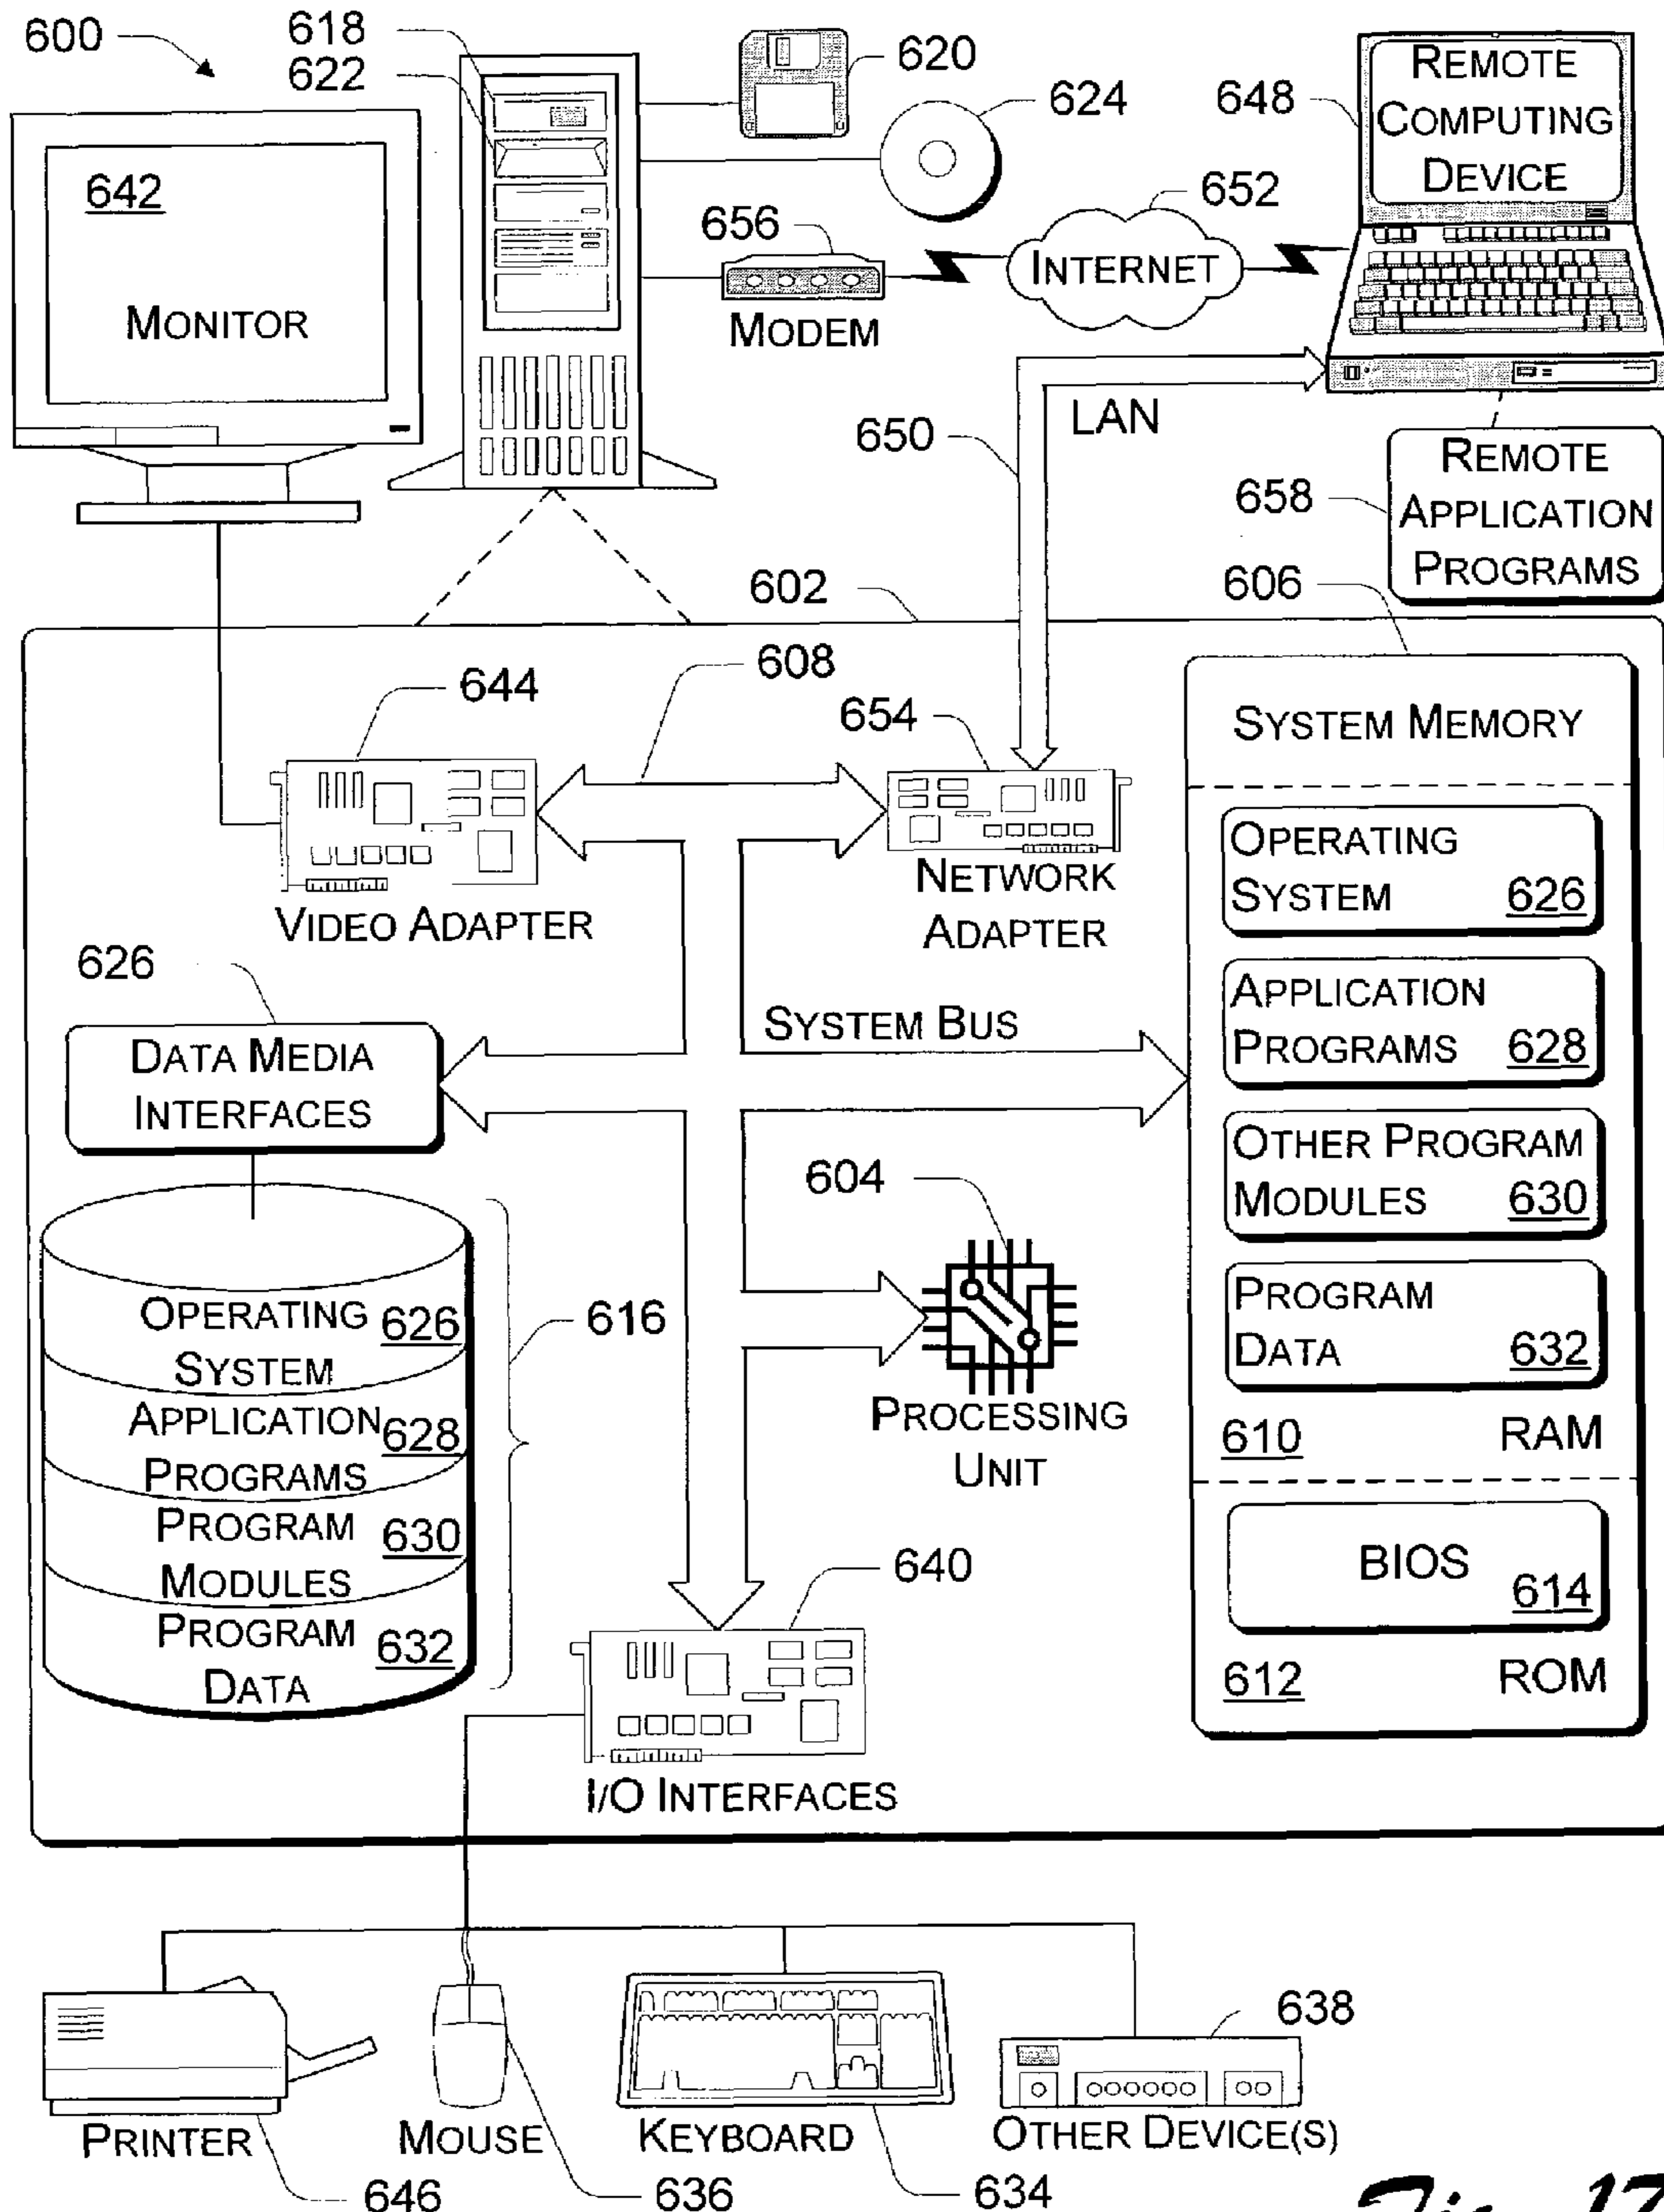 600
618
622
620
624
648
REMOTE
COMPUTING
DEVICE
642
MONITOR
656
MODEM
652
INTERNET
650
LAN
658
REMOTE
APPLICATION
PROGRAMS
602
606
644
608
654
VIDEO ADAPTER
NETWORK
ADAPTER
SYSTEM MEMORY
OPERATING
SYSTEM 626
APPLICATION
PROGRAMS 628
OTHER PROGRAM
MODULES 630
PROGRAM
DATA 632
610 RAM
BIOS
614
612 ROM
626
DATA MEDIA
INTERFACES
SYSTEM BUS
604
PROCESSING
UNIT
616
OPERATING 626
SYSTEM
APPLICATION 628
PROGRAMS
PROGRAM 630
MODULES
PROGRAM 632
DATA
640
I/O INTERFACES
638
PRINTER
MOUSE
KEYBOARD
OTHER DEVICE(S)
646
636
634
Fig. 17